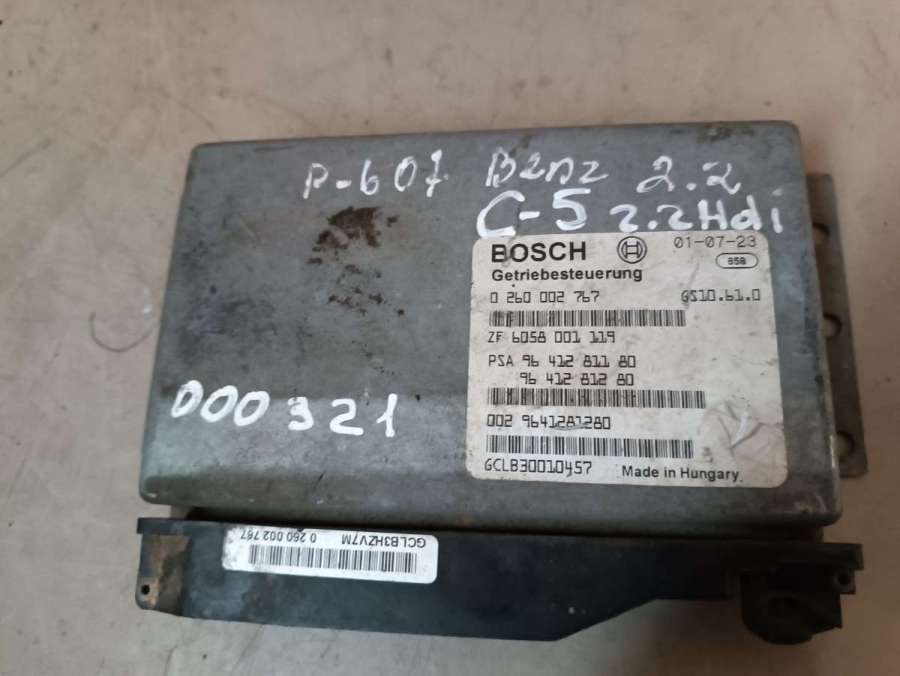 P-607 Benz 2.2
C-5 2.2Hdi
BOSCH 01-07-23
858
Getriebesteuerung
0 260 002 767 GS10.61.0
ZF 6058 001 119
PSA 96 412 811 80
96 412 812 80
002 9641281280
GCLB30010457 Made in Hungary
000321
GCLB3HZV7M
0 260 002 767